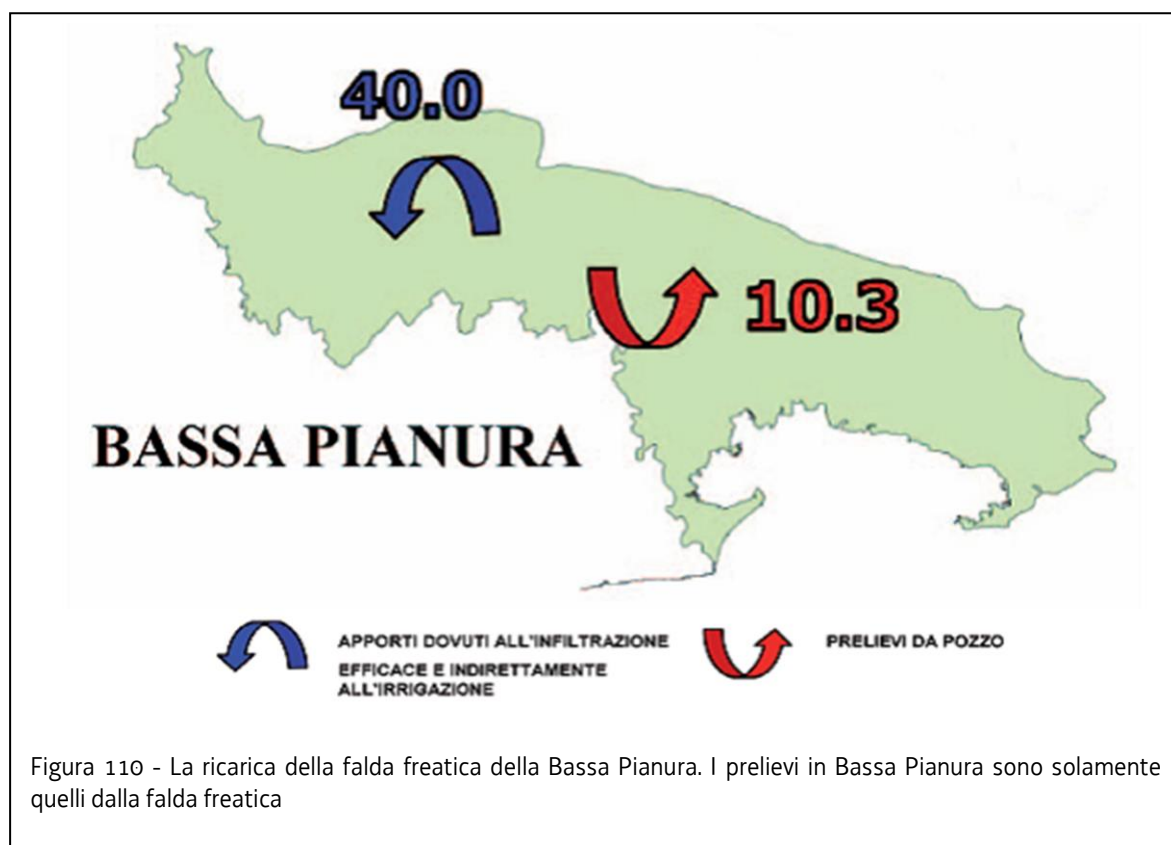 40.0
10.3
BASSA PIANURA
APPORTI DOVUTI ALL'INFILTRAZIONE
EFFICACE E INDIRETTAMENTE
ALL'IRRIGAZIONE
PRELIEVI DA POZZO
Figura 110 - La ricarica della falda freatica della Bassa Pianura. I prelievi in Bassa Pianura sono solamente
quelli dalla falda freatica